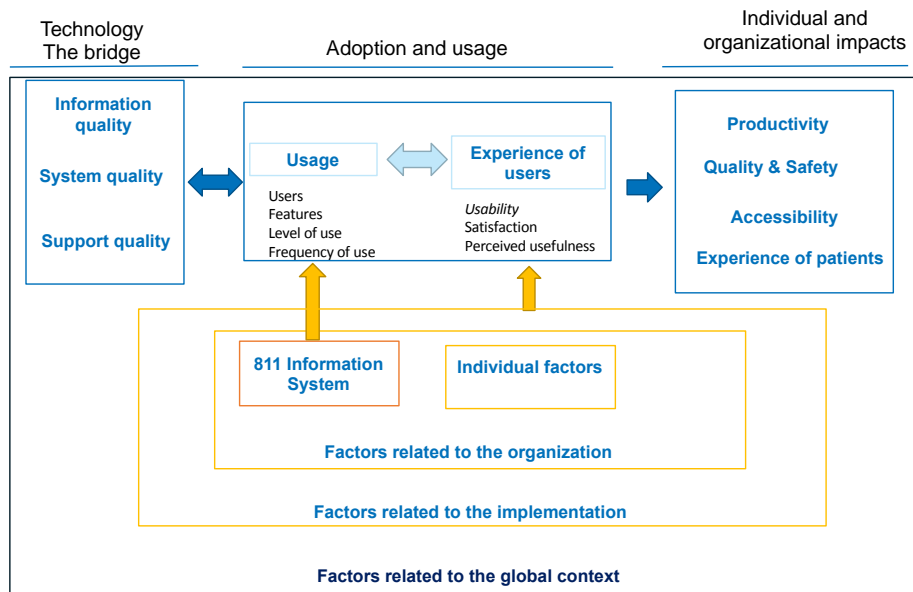 Technology
The bridge
Adoption and usage
Individual and
organizational impacts
Information
quality
System quality
Support quality
Usage
Users
Features
Level of use
Frequency of use
Experience of
users
Usability
Satisfaction
Perceived usefulness
Productivity
Quality & Safety
Accessibility
Experience of patients
811 Information
System
Individual factors
Factors related to the organization
Factors related to the implementation
Factors related to the global context